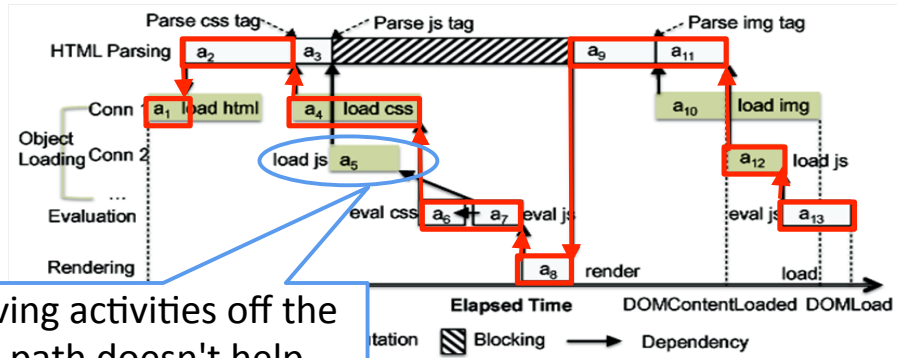 Parse css tag
Parse js tag
Parse img tag
HTML Parsing
a2
a3
a9
a11
Object
Loading
Conn
a1
load html
a4
load css
a10
load img
Conn 2
load js
a5
a12
load js
...
Evaluation
eval css
a6
a7
eval js
eval js
a13
Rendering
a8
render
load
Elapsed Time
DOMContentLoaded
DOMLoad
ving activities off the
path doesn't help
tation
Blocking
Dependency